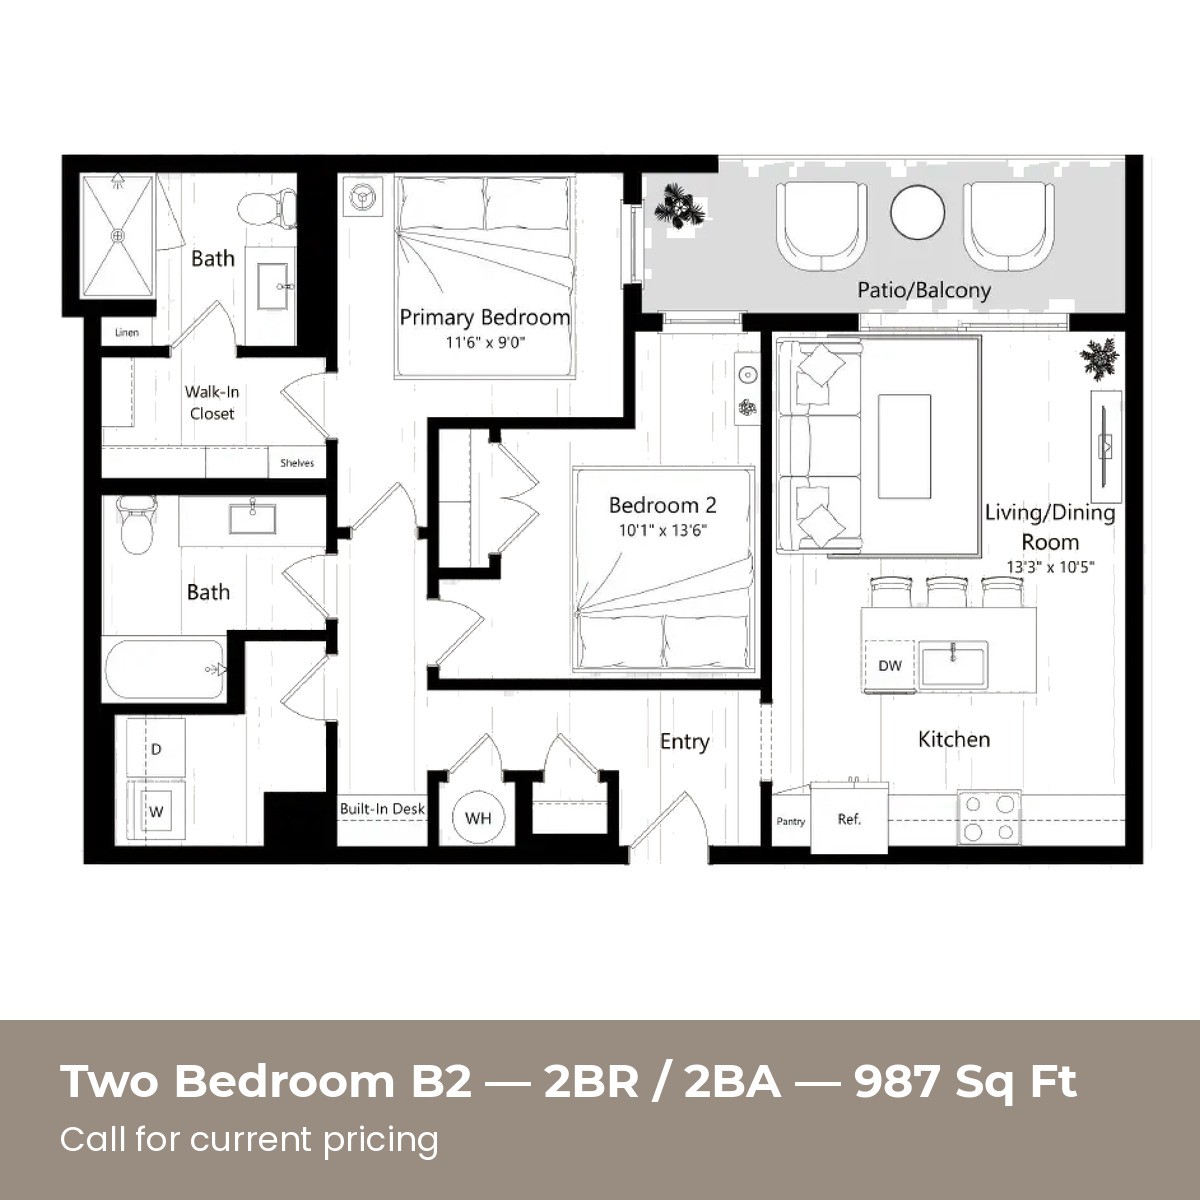 Bath
Linen
Walk-In
Closet
Shelves
Primary Bedroom
11'6" x 9'0"
Patio/Balcony
Bedroom 2
10'1" x 13'6"
Living/Dining
Room
13'3" x 10'5"
Bath
DW
Entry
Kitchen
D
W
Built-In Desk
WH
Pantry
Ref.
Two Bedroom B2 — 2BR / 2BA — 987 Sq Ft
Call for current pricing